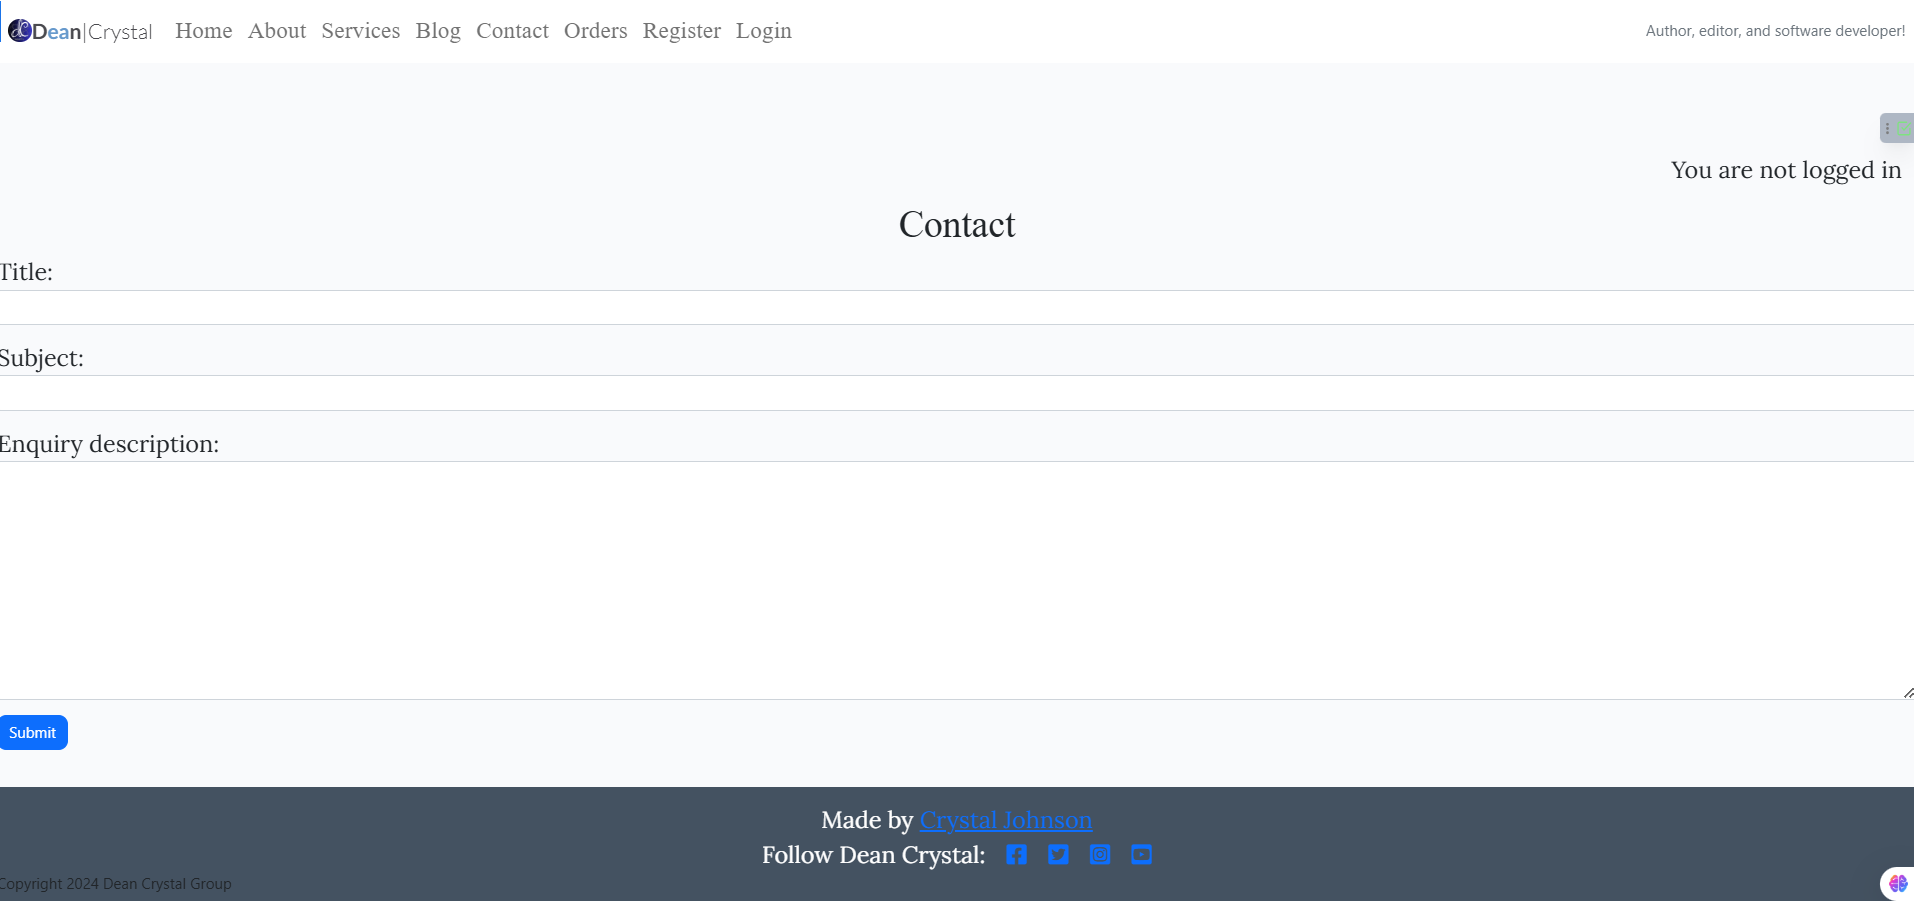 Dean|Crystal Home About Services Blog Contact Orders Register Login Author, editor, and software developer!
You are not logged in
Contact
Title:
Subject:
Enquiry description:
Submit
Made by Crystal Johnson
Follow Dean Crystal:
Copyright 2024 Dean Crystal Group